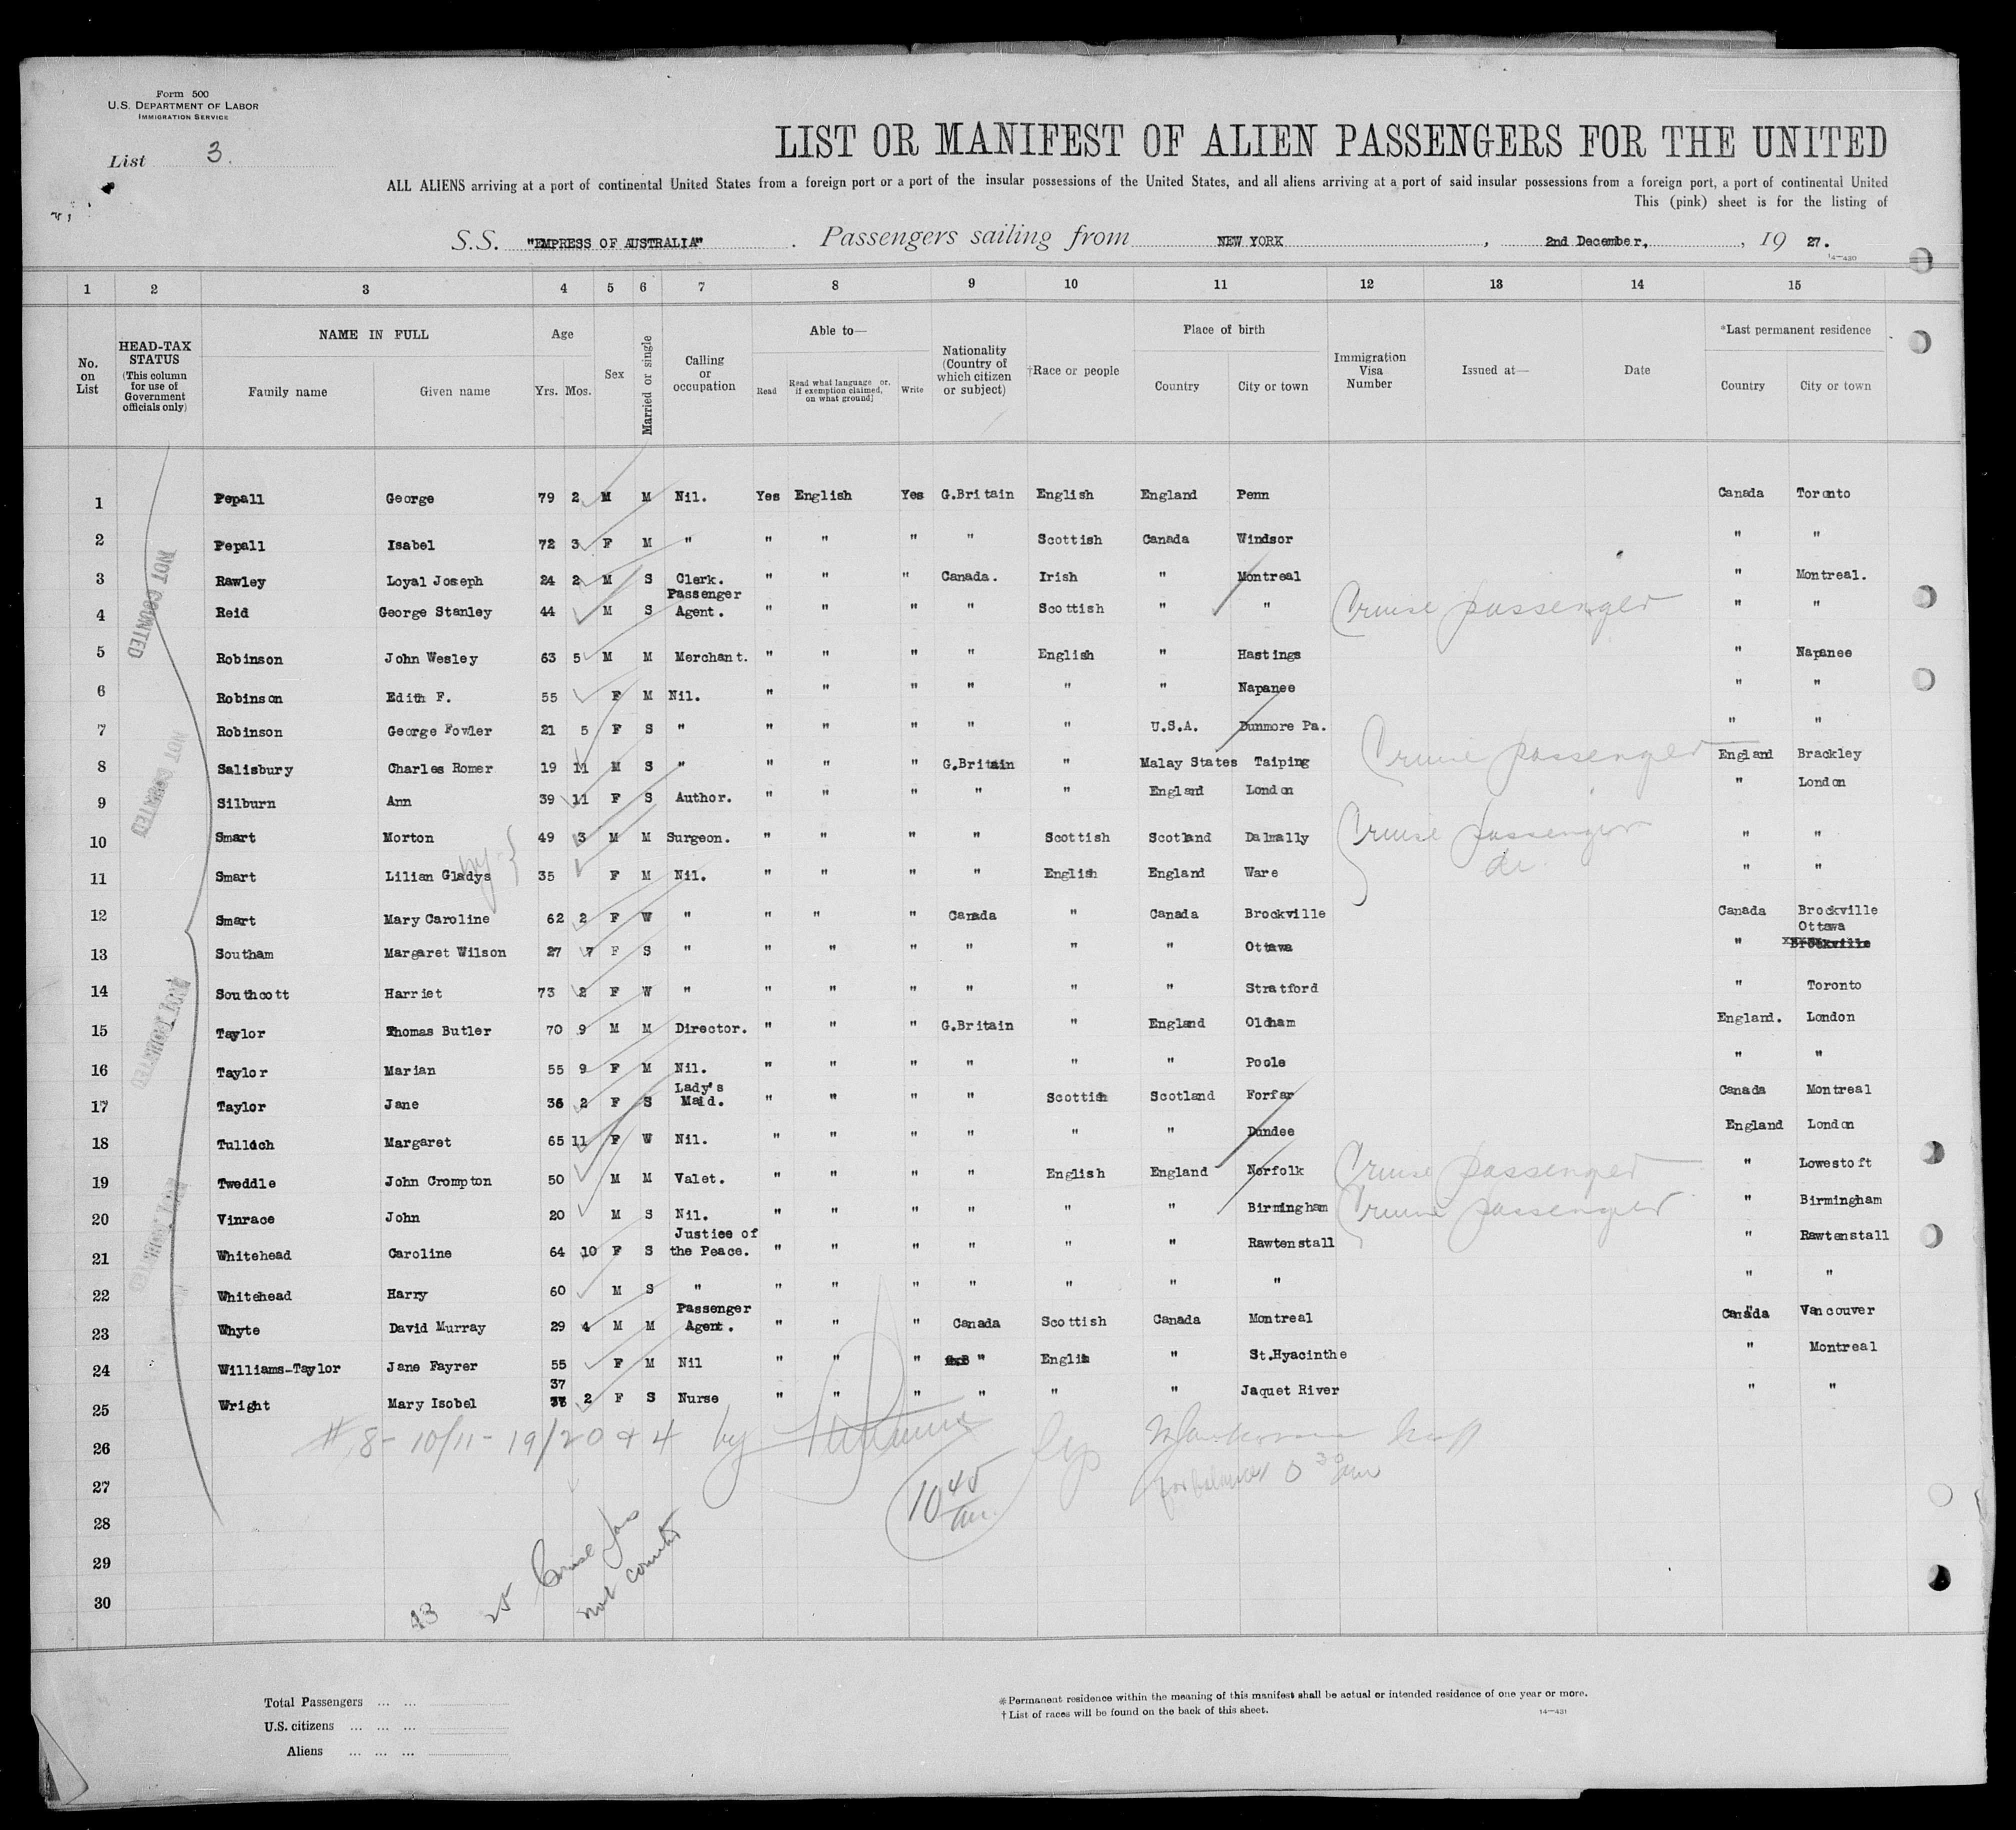 Form 500
U.S. DEPARTMENT OF LABOR
IMMIGRATION SERVICE
List 3.
LIST OR MANIFEST OF ALIEN PASSENGERS FOR THE UNITED
ALL ALIENS arriving at a port of continental United States from a foreign port or a port of the insular possessions of the United States, and all aliens arriving at a port of said insular possessions from a foreign port, a port of continental United
This (pink) sheet is for the listing of
S.S. "EMPRESS OF AUSTRALIA" . Passengers sailing from NEW YORK , 2nd December, , 19 27.
14—430
1 2 3 4 5 6 7 8 9 10 11 12 13 14 15
No. on List
HEAD-TAX STATUS (This column for use of Government officials only)
NAME IN FULL
Family name Given name
Age
Yrs. Mos.
Sex
Married or single
Calling or occupation
Able to—
Read Read what language or, if exemption claimed, on what ground] Write
Nationality (Country of which citizen or subject)
†Race or people
Place of birth
Country City or town
Immigration Visa Number
Issued at—
Date
*Last permanent residence
Country City or town
1 Pepall George 79 2 M M Nil. Yes English Yes G.Britain English England Penn Canada Toronto
2 Pepall Isabel 72 3 F M " " " " " Scottish Canada Windsor " "
3 Rawley Loyal Joseph 24 2 M S Clerk. " " " Canada. Irish " Montreal " Montreal.
4 Reid George Stanley 44 M S Passenger Agent. " " " " Scottish " " Cruise passenger " "
5 Robinson John Wesley 63 5 M M Merchant. " " " " English " Hastings " Napanee
6 Robinson Edith F. 55 F M Nil. " " " " " " Napanee " "
7 Robinson George Fowler 21 5 F S " " " " " " U.S.A. Dunmore Pa. " "
8 Salisbury Charles Romer 19 11 M S " " " " G.Britain " Malay States Taiping Cruise passenger England Brackley
9 Silburn Ann 39 11 F S Author. " " " " " England London " London
10 Smart Morton 49 3 M M Surgeon. " " " " Scottish Scotland Dalmally Cruise passenger " "
11 Smart Lilian Gladys 35 F M Nil. " " " " English England Ware do " "
12 Smart Mary Caroline 62 2 F W " " " " Canada " Canada Brockville Canada Brockville
13 Southam Margaret Wilson 27 7 F S " " " " " " " Ottawa " Ottawa Brockville
14 Southcott Harriet 73 2 F W " " " " " " " Stratford " Toronto
15 Taylor Thomas Butler 70 9 M M Director. " " " G.Britain " England Oldham England. London
16 Taylor Marian 55 9 F M Nil. " " " " " " Poole " "
17 Taylor Jane 36 2 F S Lady's Maid. " " " " Scottish Scotland Forfar Canada Montreal
18 Tulloch Margaret 65 11 F W Nil. " " " " " " Dundee England London
19 Tweddle John Crompton 50 M M Valet. " " " " English England Norfolk Cruise passenger " Lowestoft
20 Vinrace John 20 M S Nil. " " " " " " Birmingham Cruise passenger " Birmingham
21 Whitehead Caroline 64 10 F S Justice of the Peace. " " " " " " Rawtenstall " Rawtenstall
22 Whitehead Harry 60 M S " " " " " " " " " "
23 Whyte David Murray 29 4 M M Passenger Agent. " " " Canada Scottish Canada Montreal Canada Vancouver
24 Williams-Taylor Jane Fayrer 55 F M Nil " " " " English " St.Hyacinthe " Montreal
25 Wright Mary Isobel 37 2 F S Nurse " " " " " " Jaquet River " "
26 # 8- 10/11- 19/20 & 4 by
27 10 45 am
28
29
30
25 Cruise Pass
not counted
NOT COUNTED
NOT COUNTED
NOT COUNTED
NOT COUNTED
Total Passengers ... ...
U.S. citizens ... ... ...
Aliens ... ... ...
*Permanent residence within the meaning of this manifest shall be actual or intended residence of one year or more.
†List of races will be found on the back of this sheet.
14—431